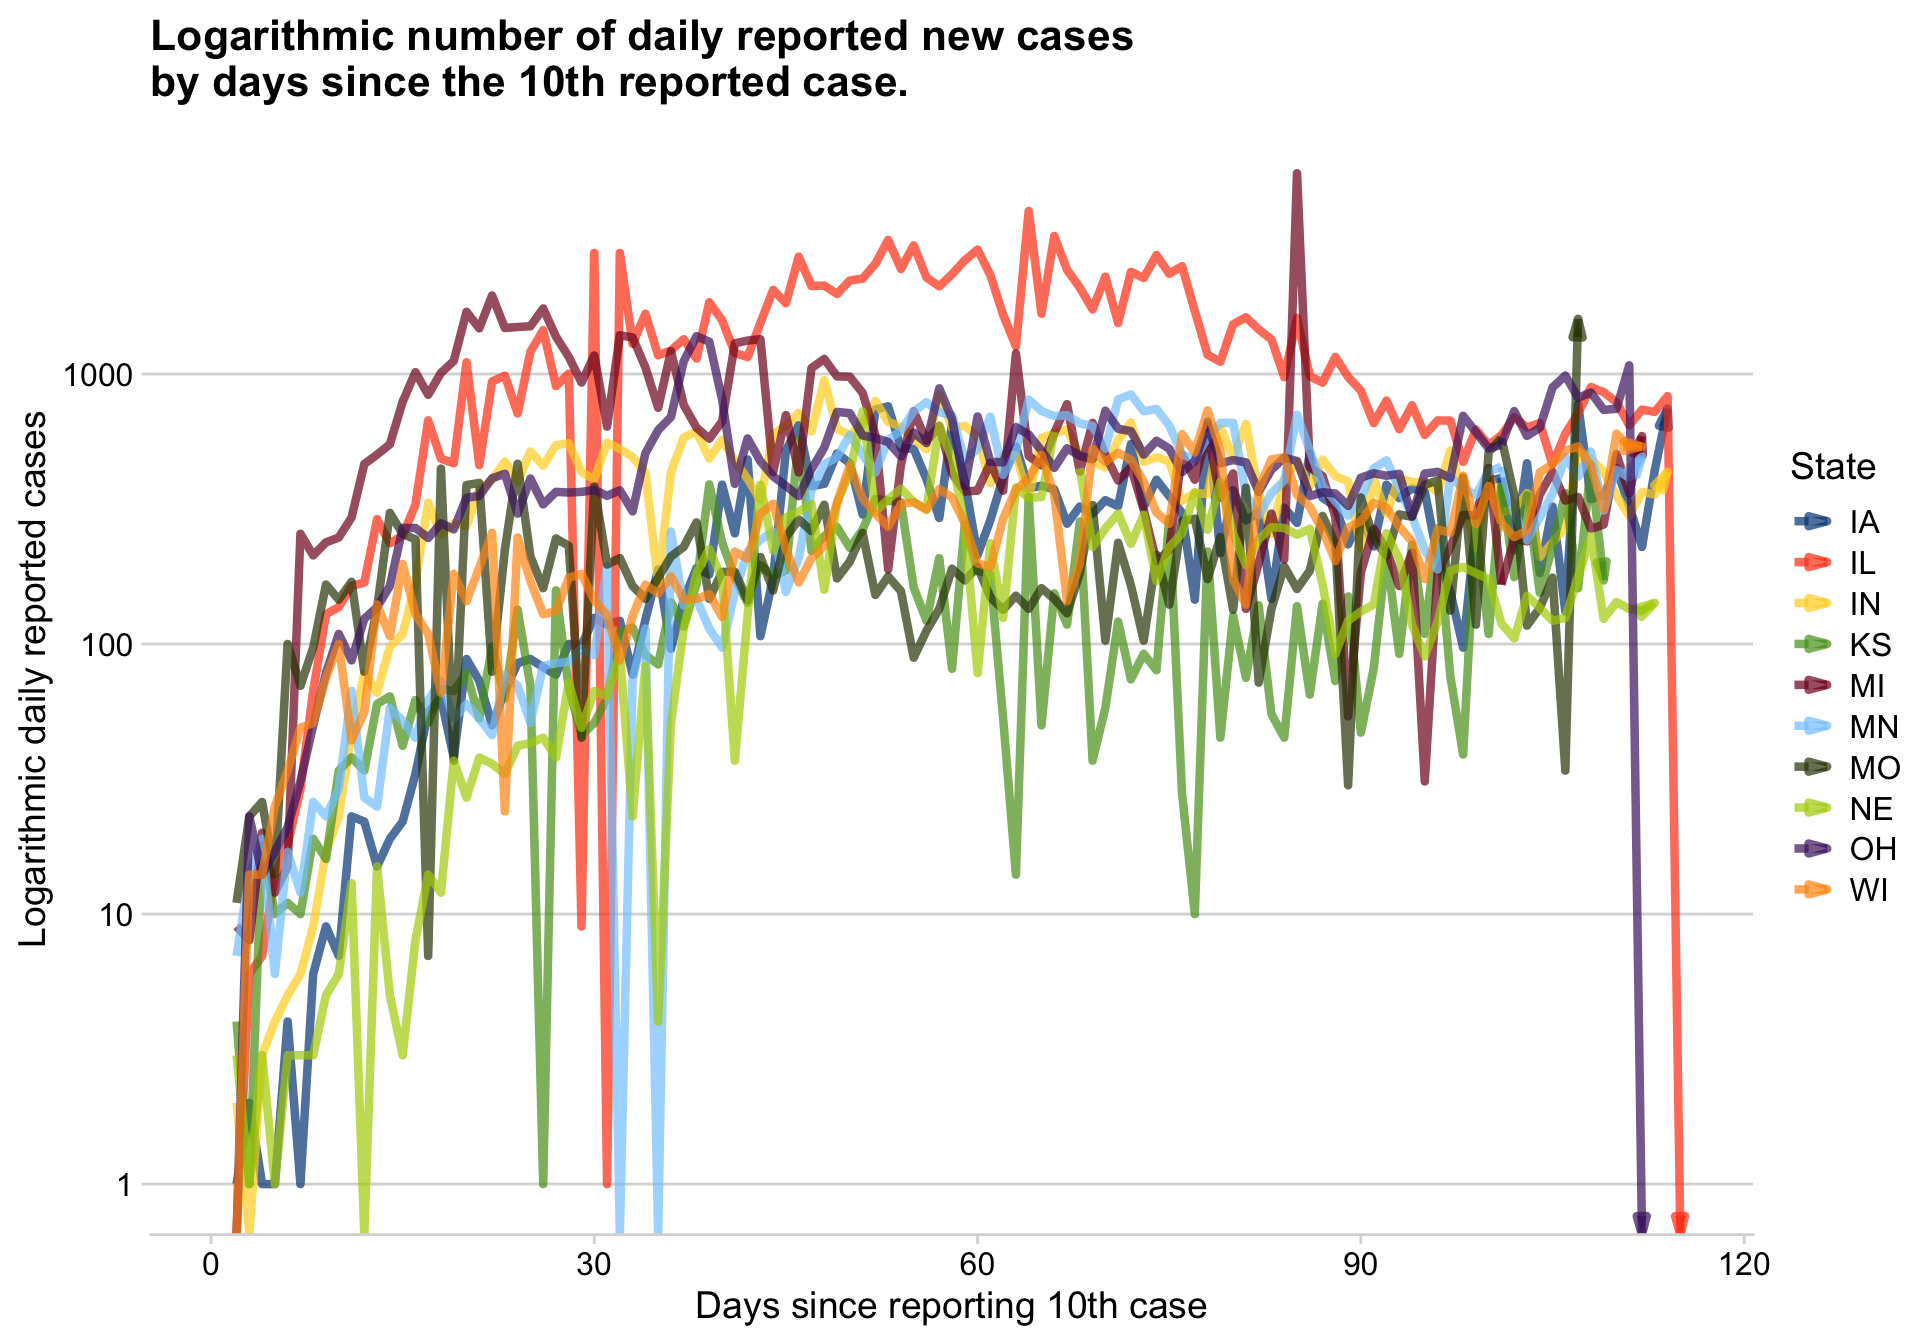 Logarithmic number of daily reported new cases
by days since the 10th reported case.
Logarithmic daily reported cases
1000
100
10
1
0
30
60
90
120
Days since reporting 10th case
State
IA
IL
IN
KS
MI
MN
MO
NE
OH
WI